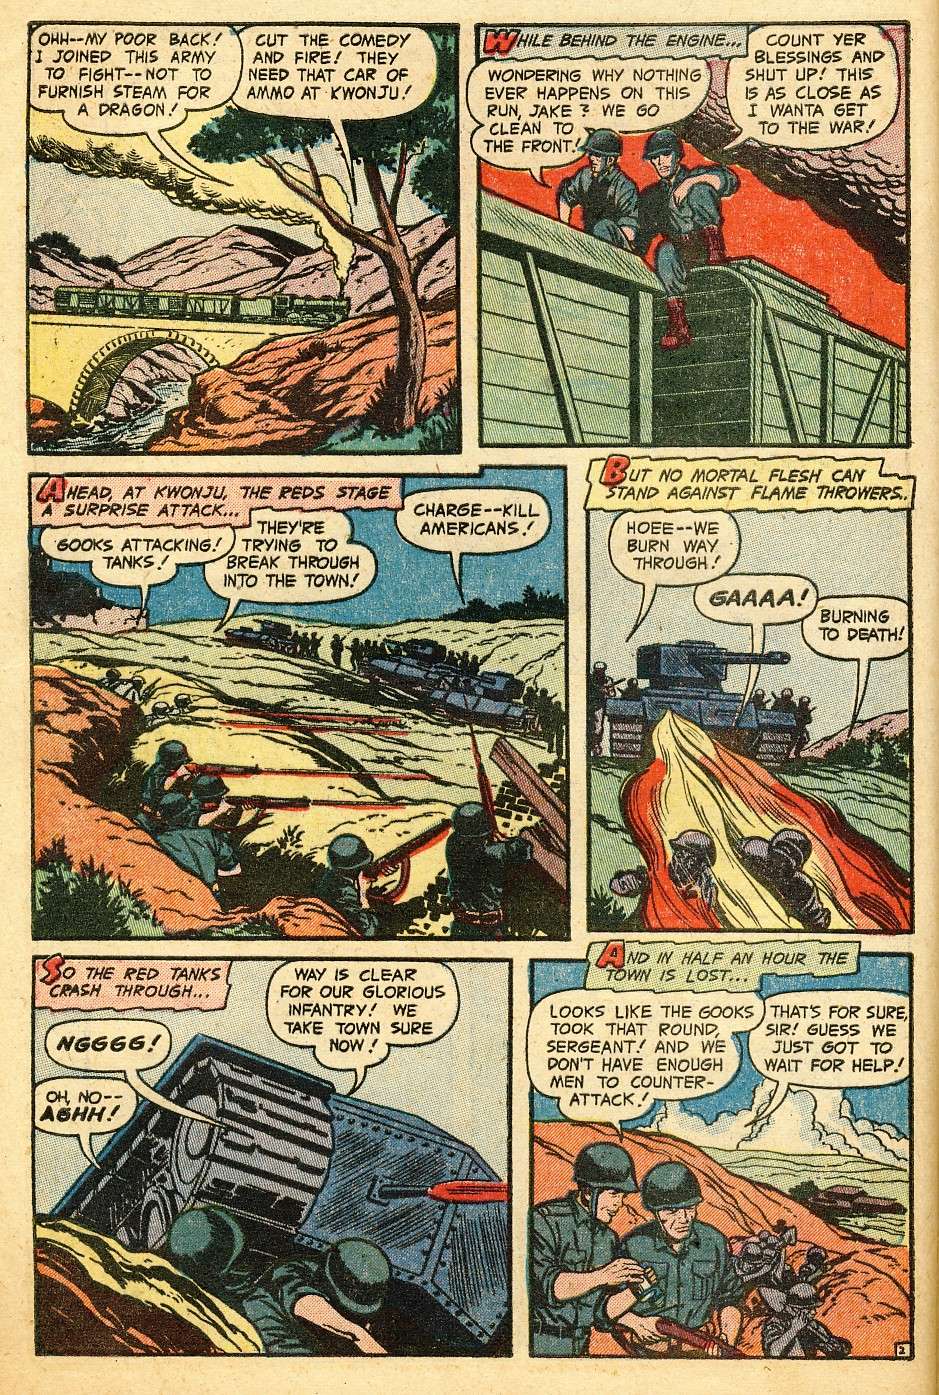 OHH--MY POOR BACK!
I JOINED THIS ARMY
TO FIGHT--NOT TO
FURNISH STEAM FOR
A DRAGON!
CUT THE COMEDY
AND FIRE! THEY
NEED THAT CAR OF
AMMO AT KWONJU!
WHILE BEHIND THE ENGINE...
WONDERING WHY NOTHING
EVER HAPPENS ON THIS
RUN, JAKE? WE GO
CLEAN TO
THE FRONT!
COUNT YER
BLESSINGS AND
SHUT UP! THIS
IS AS CLOSE AS
I WANTA GET
TO THE WAR!
AHEAD, AT KWONJU, THE REDS STAGE
A SURPRISE ATTACK...
GOOKS ATTACKING!
TANKS!
THEY'RE
TRYING TO
BREAK THROUGH
INTO THE TOWN!
CHARGE--KILL
AMERICANS!
BUT NO MORTAL FLESH CAN
STAND AGAINST FLAME THROWERS..
HOEE--WE
BURN WAY
THROUGH!
GAAAA!
BURNING
TO DEATH!
SO THE RED TANKS
CRASH THROUGH...
NGGGG!
OH, NO--
AGHH!
WAY IS CLEAR
FOR OUR GLORIOUS
INFANTRY! WE
TAKE TOWN SURE
NOW!
AND IN HALF AN HOUR THE
TOWN IS LOST...
LOOKS LIKE THE GOOKS
TOOK THAT ROUND,
SERGEANT! AND WE
DON'T HAVE ENOUGH
MEN TO COUNTER-
ATTACK!
THAT'S FOR SURE,
SIR! GUESS WE
JUST GOT TO
WAIT FOR HELP!
2